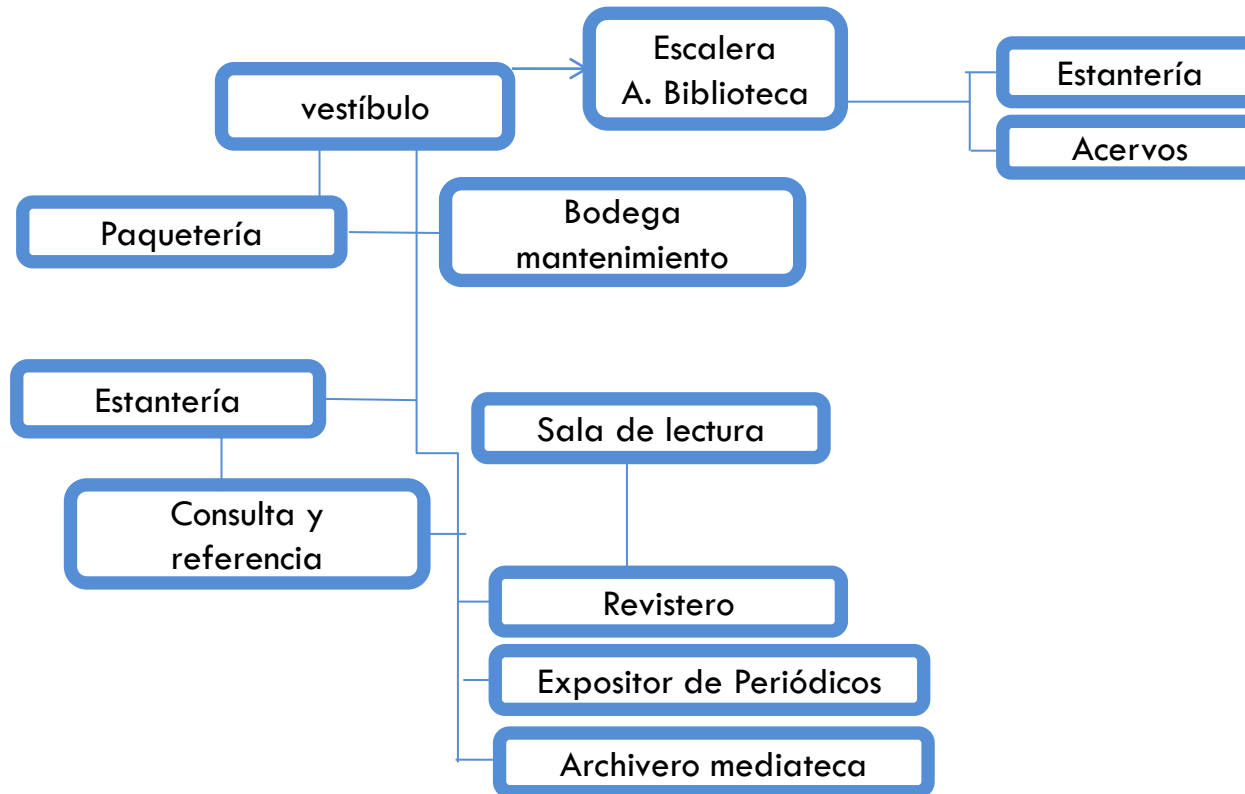 Escalera
A. Biblioteca
Estantería
vestíbulo
Acervos
Paquetería
Bodega
mantenimiento
Estantería
Sala de lectura
Consulta y
referencia
Revistero
Expositor de Periódicos
Archivero mediateca